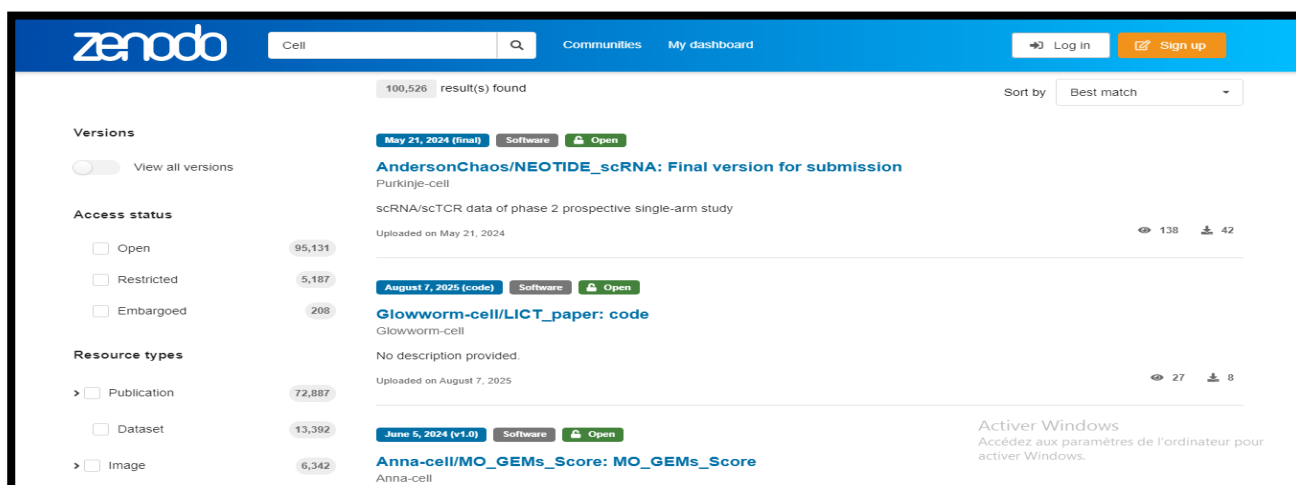 zenodo
Cell
Communities
My dashboard
Log in
Sign up
100,526 result(s) found
Sort by
Best match
Versions
View all versions
Access status
Open 95,131
Restricted 5,187
Embargoed 208
Resource types
Publication 72,887
Dataset 13,392
Image 6,342
May 21, 2024 (final) Software Open
AndersonChaos/NEOTIDE_scRNA: Final version for submission
Purkinje-cell
scRNA/scTCR data of phase 2 prospective single-arm study
Uploaded on May 21, 2024
138 42
August 7, 2025 (code) Software Open
Glowworm-cell/LICT_paper: code
Glowworm-cell
No description provided.
Uploaded on August 7, 2025
27 8
June 5, 2024 (v1.0) Software Open
Anna-cell/MO_GEMs_Score: MO_GEMs_Score
Anna-cell
Activer Windows
Accédez aux paramètres de l'ordinateur pour
activer Windows.